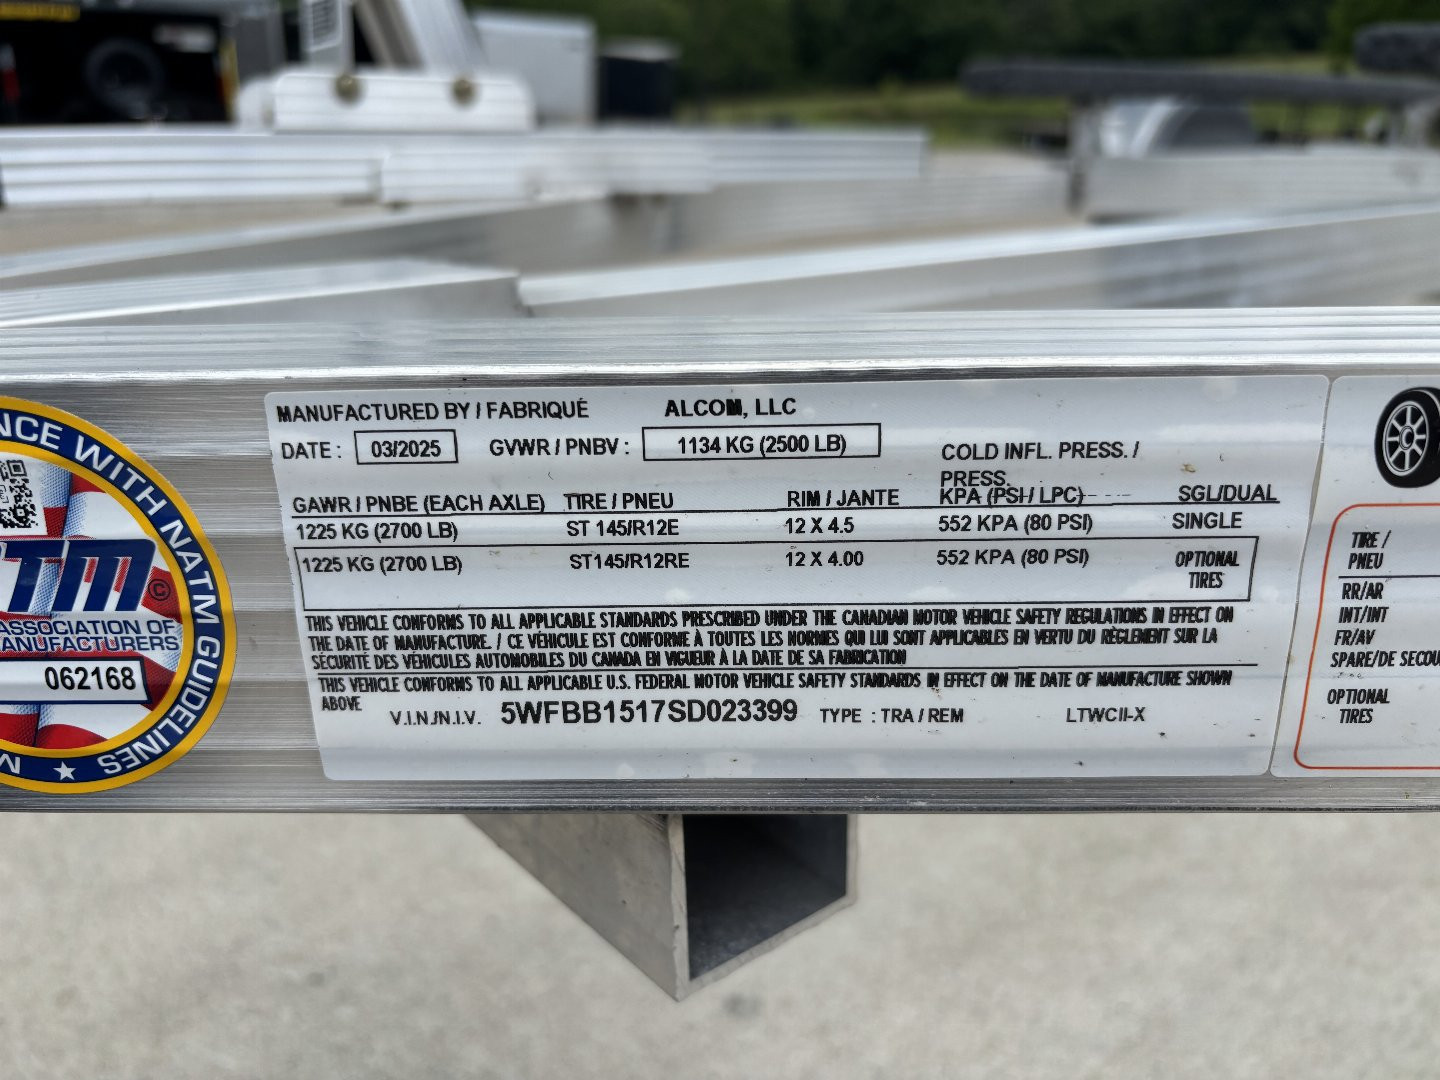 MANUFACTURED BY / FABRIQUÉ ALCOM, LLC
DATE : 03/2025 GVWR / PNBV : 1134 KG (2500 LB)
COLD INFL. PRESS. /
PRESS.
GAWR / PNBE (EACH AXLE) TIRE / PNEU RIM / JANTE KPA (PSI / LPC) SGL/DUAL
1225 KG (2700 LB) ST 145/R12E 12 X 4.5 552 KPA (80 PSI) SINGLE
1225 KG (2700 LB) ST145/R12RE 12 X 4.00 552 KPA (80 PSI) OPTIONAL
TIRES
THIS VEHICLE CONFORMS TO ALL APPLICABLE STANDARDS PRESCRIBED UNDER THE CANADIAN MOTOR VEHICLE SAFETY REGULATIONS IN EFFECT ON
THE DATE OF MANUFACTURE. / CE VÉHICULE EST CONFORME À TOUTES LES NORMES QUI LUI SONT APPLICABLES EN VERTU DU RÈGLEMENT SUR LA
SÉCURITÉ DES VÉHICULES AUTOMOBILES DU CANADA EN VIGUEUR À LA DATE DE SA FABRICATION
THIS VEHICLE CONFORMS TO ALL APPLICABLE U.S. FEDERAL MOTOR VEHICLE SAFETY STANDARDS IN EFFECT ON THE DATE OF MANUFACTURE SHOWN
ABOVE
V.I.N./N.I.V. 5WFBB1517SD023399 TYPE : TRA / REM LTWCII-X
NCE WITH NATM GUIDELINES
TM ©
ASSOCIATION OF
MANUFACTURERS
062168
TIRE /
PNEU
RR/AR
INT/INT
FR/AV
SPARE/DE SECOU
OPTIONAL
TIRES